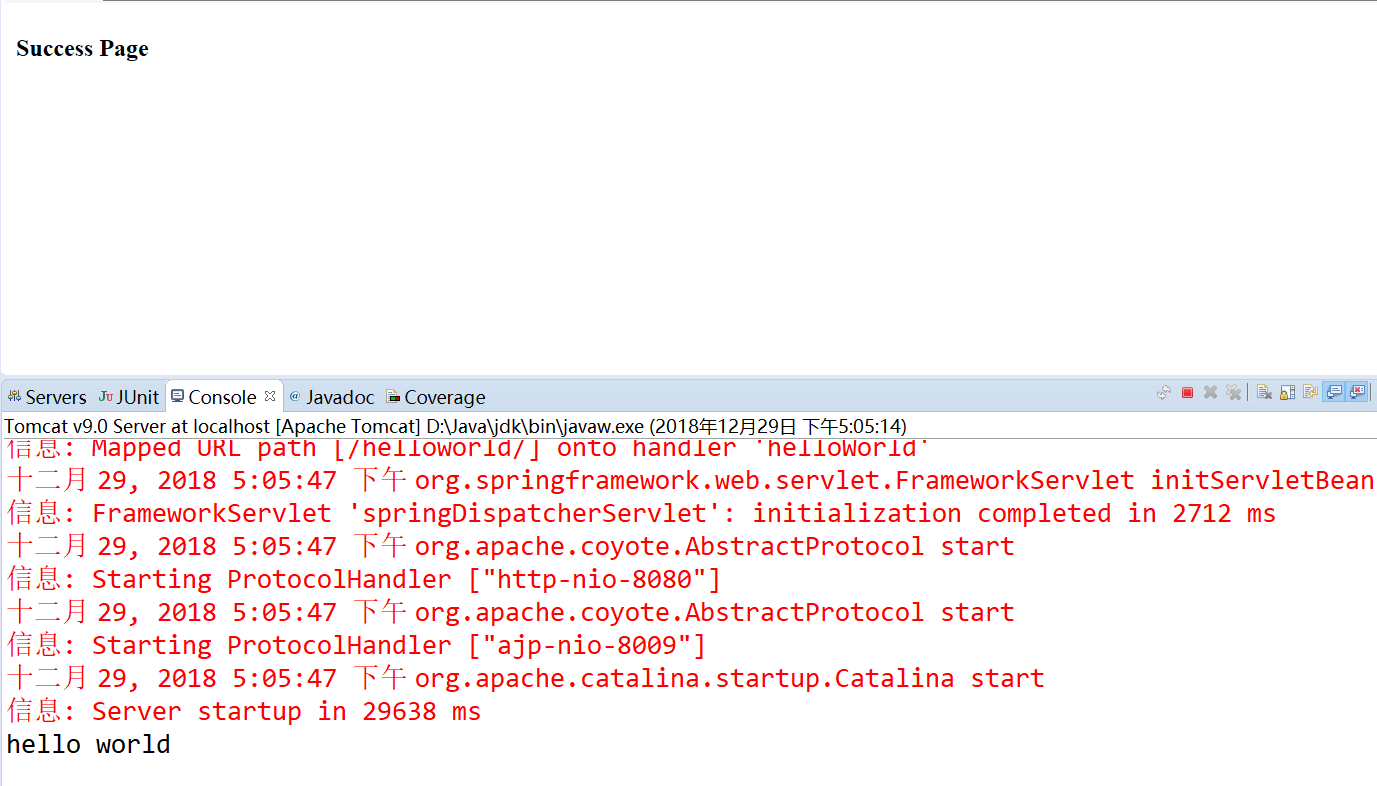 Success Page
Servers JUnit Console Javadoc Coverage
Tomcat v9.0 Server at localhost [Apache Tomcat] D:\Java\jdk\bin\javaw.exe (2018年12月29日 下午5:05:14)
信息: Mapped URL path [/helloworld/] onto handler 'helloWorld'
十二月 29, 2018 5:05:47 下午 org.springframework.web.servlet.FrameworkServlet initServletBean
信息: FrameworkServlet 'springDispatcherServlet': initialization completed in 2712 ms
十二月 29, 2018 5:05:47 下午 org.apache.coyote.AbstractProtocol start
信息: Starting ProtocolHandler ["http-nio-8080"]
十二月 29, 2018 5:05:47 下午 org.apache.coyote.AbstractProtocol start
信息: Starting ProtocolHandler ["ajp-nio-8009"]
十二月 29, 2018 5:05:47 下午 org.apache.catalina.startup.Catalina start
信息: Server startup in 29638 ms
hello world